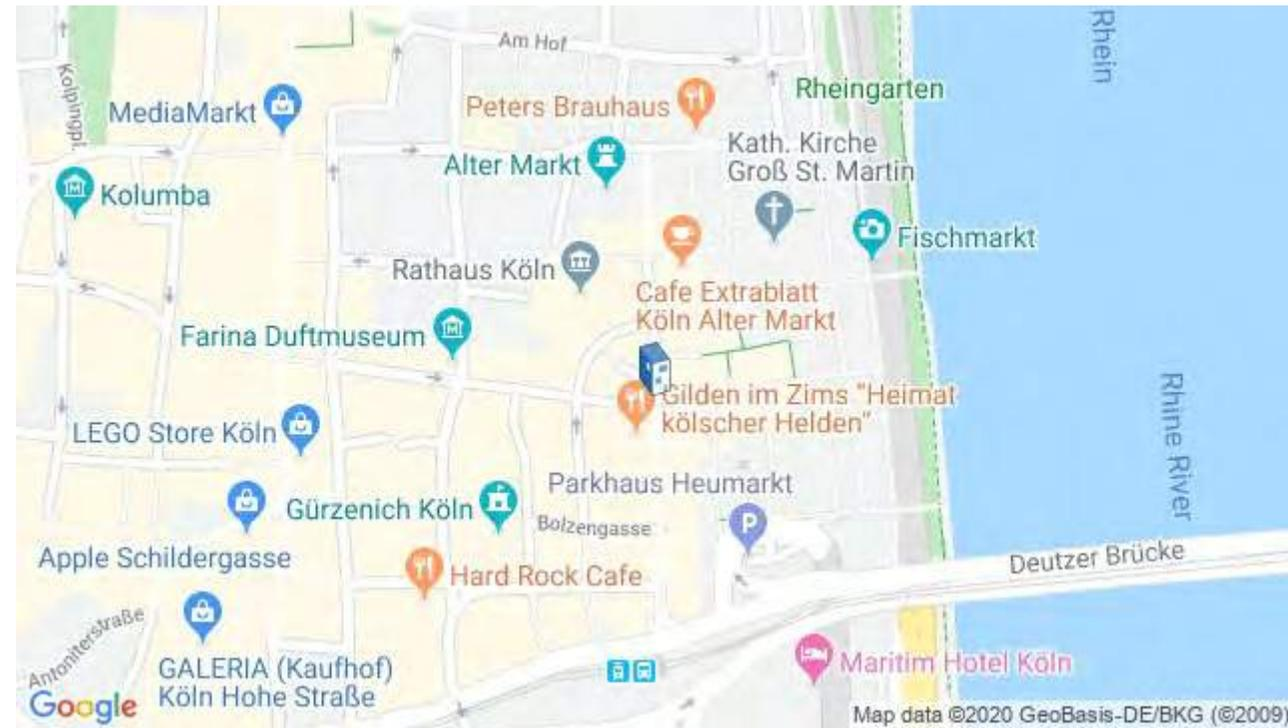 Am Hof
Rhein
Kolpingpl.
MediaMarkt
Peters Brauhaus
Rheingarten
Kath. Kirche
Groß St. Martin
Alter Markt
Kolumba
Fischmarkt
Rathaus Köln
Cafe Extrablatt
Köln Alter Markt
Farina Duftmuseum
Gilden im Zims "Heimat
kölscher Helden"
Rhine River
LEGO Store Köln
Parkhaus Heumarkt
P
Gürzenich Köln
Bolzengasse
Apple Schildergasse
Deutzer Brücke
Hard Rock Cafe
Antoniterstraße
GALERIA (Kaufhof)
Köln Hohe Straße
Maritim Hotel Köln
Google
Map data ©2020 GeoBasis-DE/BKG (©2009)